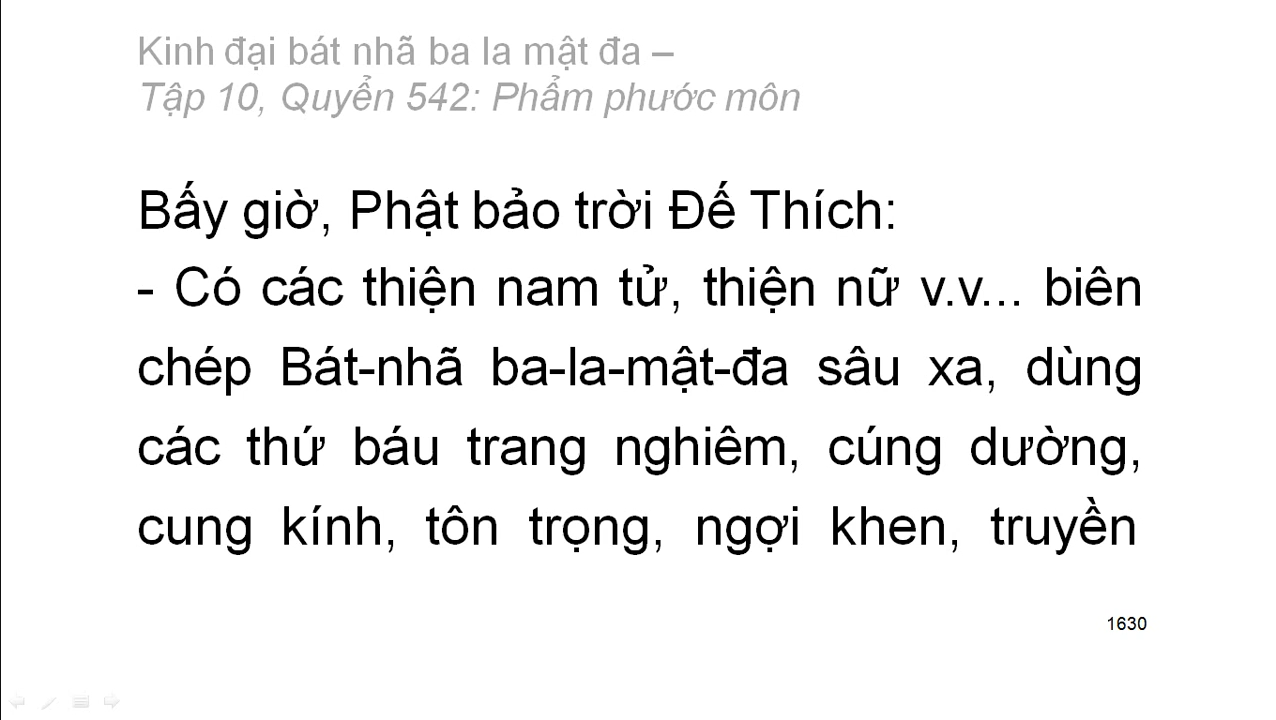 Kinh đại bát nhã ba la mật đa –
Tập 10, Quyển 542: Phẩm phước môn
Bấy giờ, Phật bảo trời Đế Thích:
- Có các thiện nam tử, thiện nữ v.v... biên
chép Bát-nhã ba-la-mật-đa sâu xa, dùng
các thứ báu trang nghiêm, cúng dường,
cung kính, tôn trọng, ngợi khen, truyền
1630